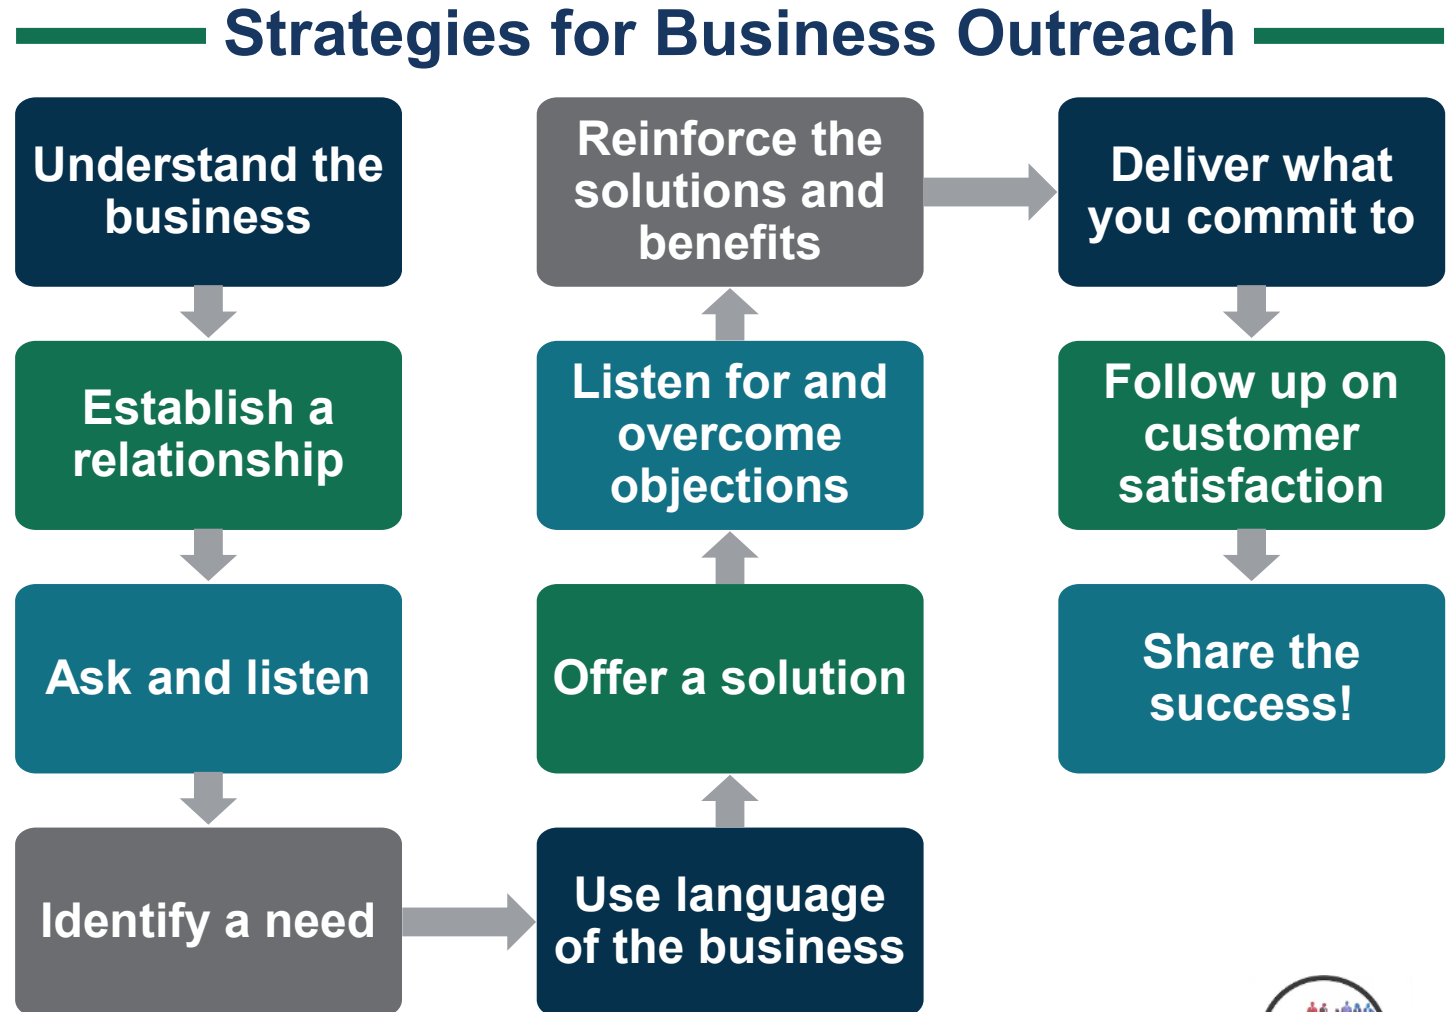 Strategies for Business Outreach
Understand the
business
Establish a
relationship
Ask and listen
Identify a need
Use language
of the business
Offer a solution
Listen for and
overcome
objections
Reinforce the
solutions and
benefits
Deliver what
you commit to
Follow up on
customer
satisfaction
Share the
success!